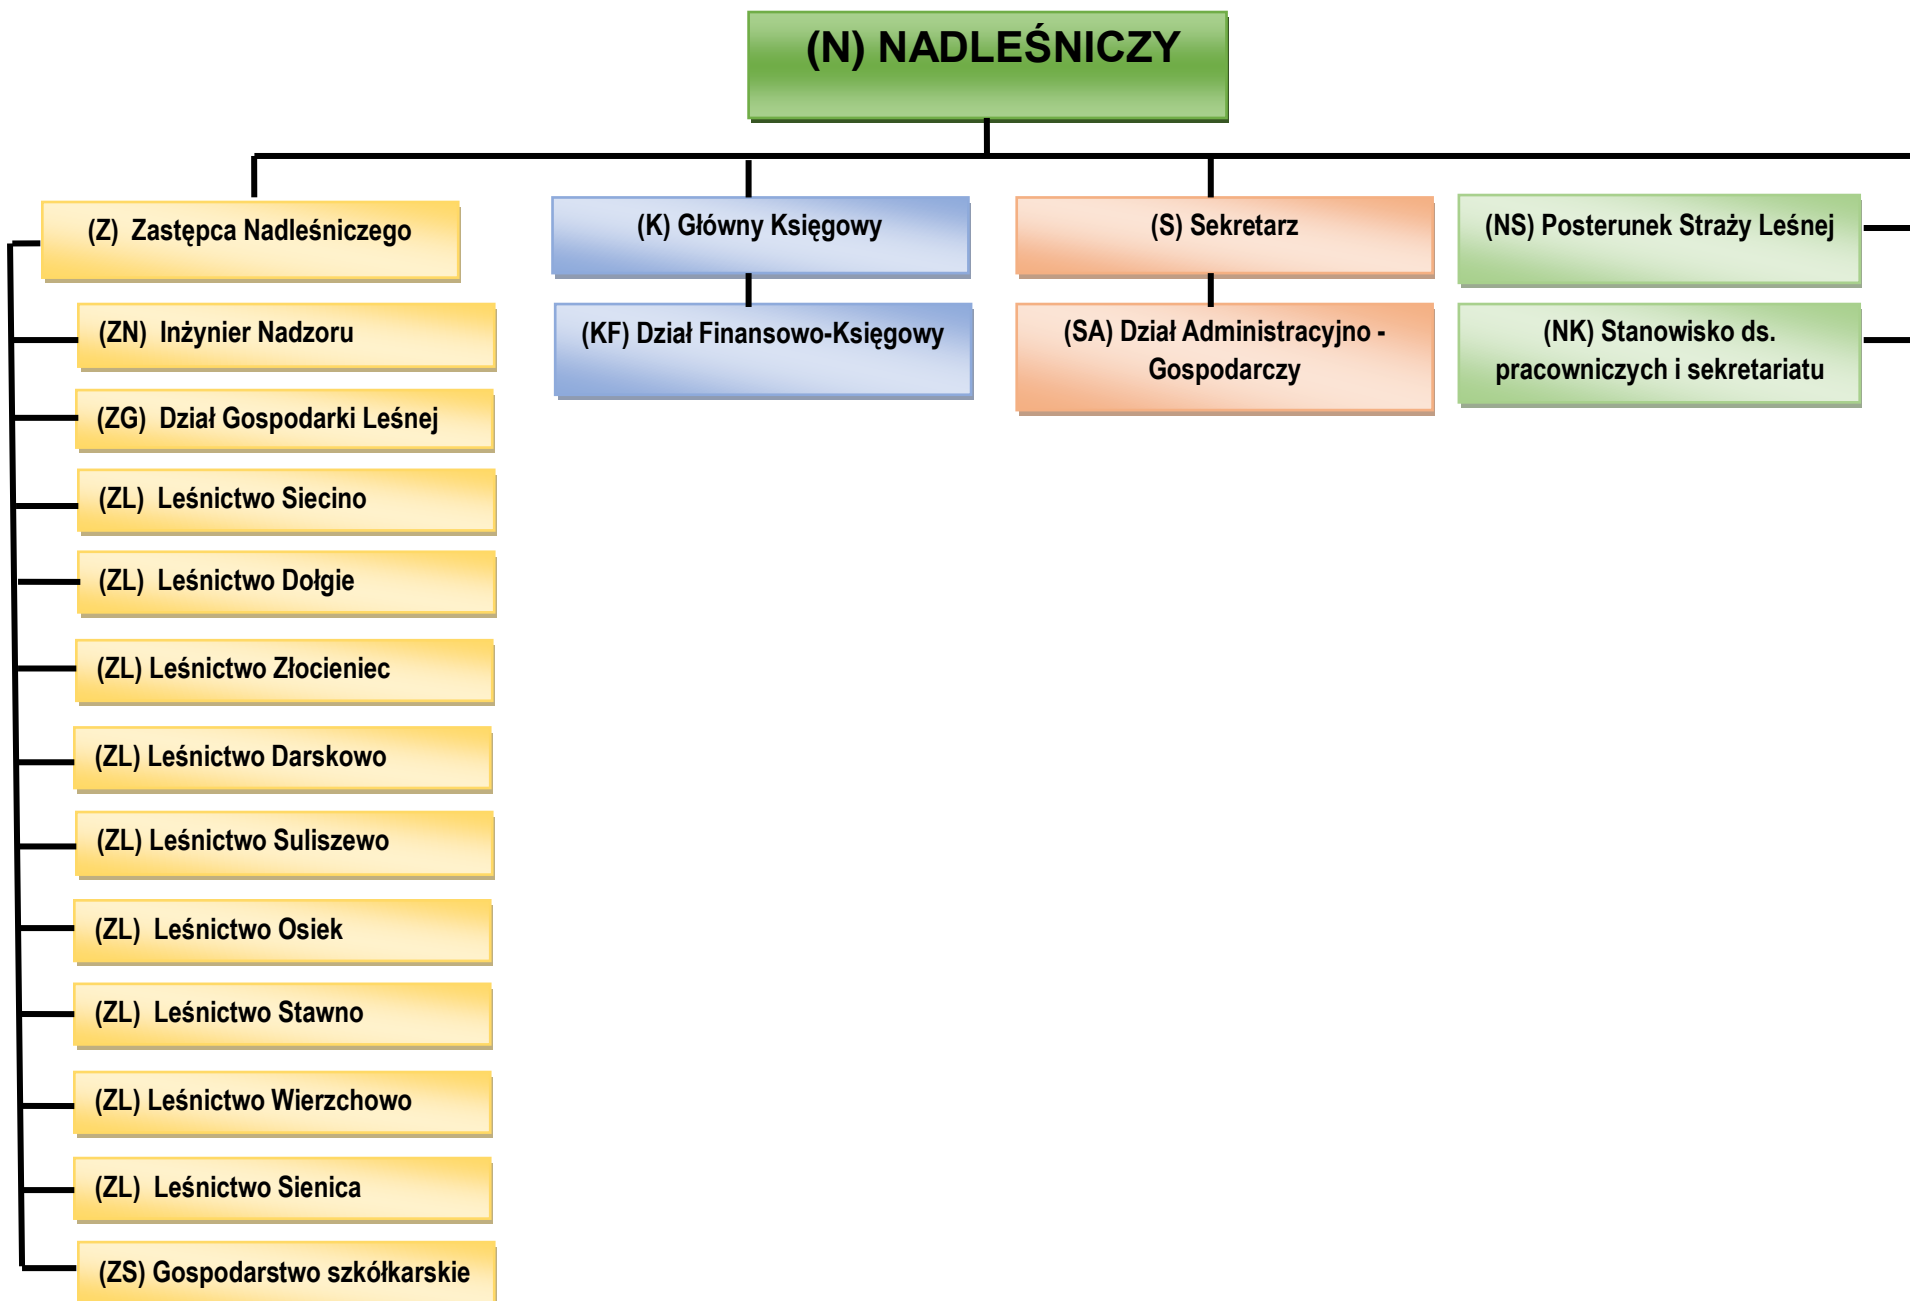 (N) NADLEŚNICZY
(Z) Zastępca Nadleśniczego
(ZN) Inżynier Nadzoru
(ZG) Dział Gospodarki Leśnej
(ZL) Leśnictwo Siecino
(ZL) Leśnictwo Dołgie
(ZL) Leśnictwo Złocieniec
(ZL) Leśnictwo Darskowo
(ZL) Leśnictwo Suliszewo
(ZL) Leśnictwo Osiek
(ZL) Leśnictwo Stawno
(ZL) Leśnictwo Wierzchowo
(ZL) Leśnictwo Sienica
(ZS) Gospodarstwo szkółkarskie
(K) Główny Księgowy
(KF) Dział Finansowo-Księgowy
(S) Sekretarz
(SA) Dział Administracyjno -
Gospodarczy
(NS) Posterunek Straży Leśnej
(NK) Stanowisko ds.
pracowniczych i sekretariatu